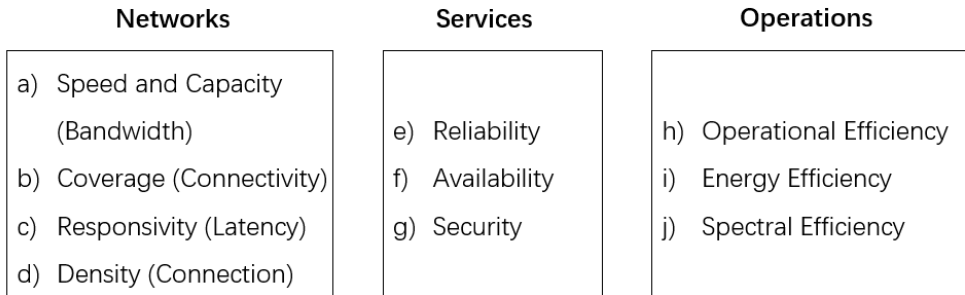 Networks
a) Speed and Capacity
(Bandwidth)
b) Coverage (Connectivity)
c) Responsivity (Latency)
d) Density (Connection)
Services
e) Reliability
f) Availability
g) Security
Operations
h) Operational Efficiency
i) Energy Efficiency
j) Spectral Efficiency